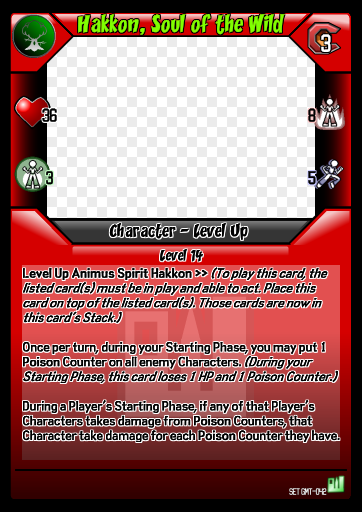 Hakkon, Soul of the Wild
3
36
8
3
5
Character - Level Up
Level 14
Level Up Animus Spirit Hakkon >> (To play this card, the
listed card(s) must be in play and able to act. Place this
card on top of the listed card(s). Those cards are now in
this card's Stack.)
Once per turn, during your Starting Phase, you may put 1
Poison Counter on all enemy Characters. (During your
Starting Phase, this card loses 1 HP and 1 Poison Counter.)
During a Player's Starting Phase, if any of that Player's
Characters takes damage from Poison Counters, that
Character take damage for each Poison Counter they have.
SET GMT-042